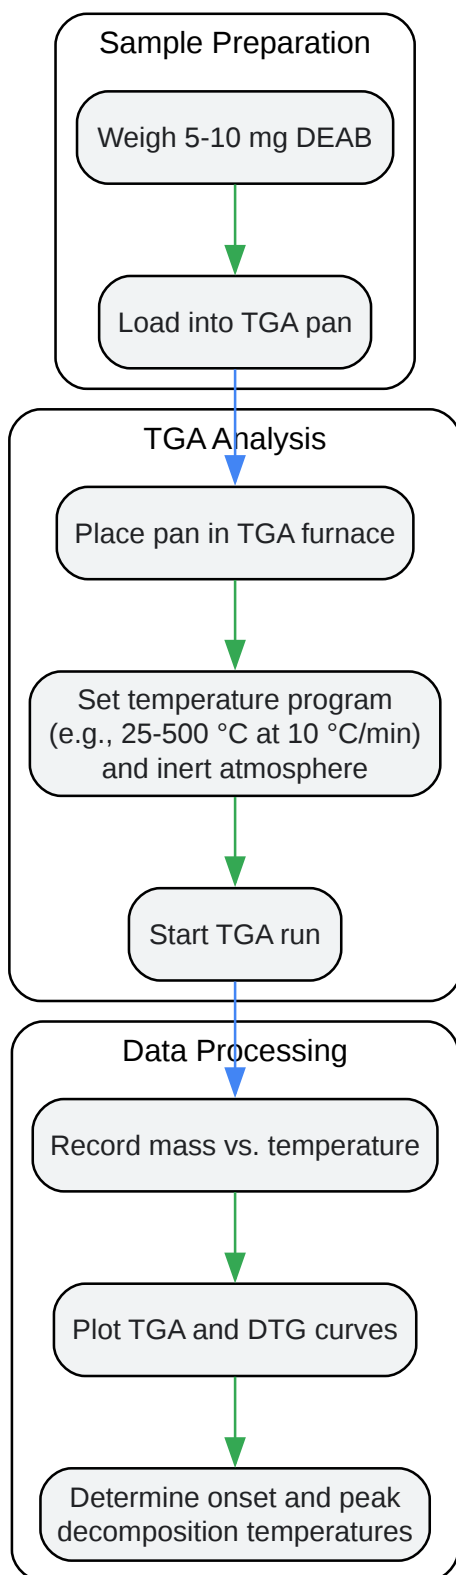 Sample Preparation
Weigh 5-10 mg DEAB
Load into TGA pan
TGA Analysis
Place pan in TGA furnace
Set temperature program
(e.g., 25-500 °C at 10 °C/min)
and inert atmosphere
Start TGA run
Data Processing
Record mass vs. temperature
Plot TGA and DTG curves
Determine onset and peak
decomposition temperatures